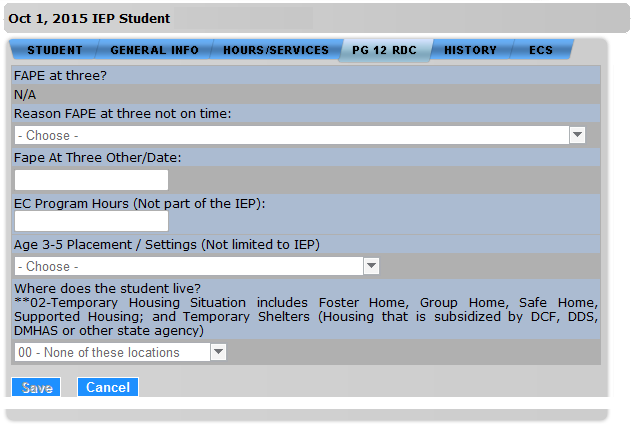 Oct 1, 2015 IEP Student
STUDENT GENERAL INFO HOURS/SERVICES PG 12 RDC HISTORY ECS
FAPE at three?
N/A
Reason FAPE at three not on time:
- Choose -
Fape At Three Other/Date:
EC Program Hours (Not part of the IEP):
Age 3-5 Placement / Settings (Not limited to IEP)
- Choose -
Where does the student live?
**02-Temporary Housing Situation includes Foster Home, Group Home, Safe Home,
Supported Housing; and Temporary Shelters (Housing that is subsidized by DCF, DDS,
DMHAS or other state agency)
00 - None of these locations
Save Cancel